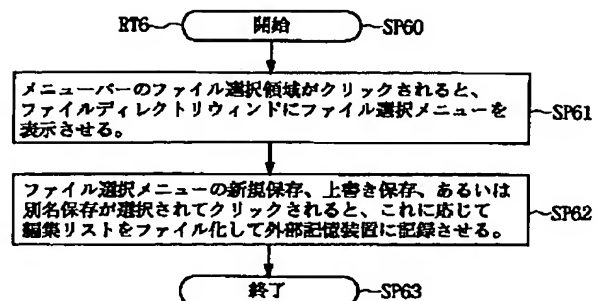 RT6 開始 SP60
メニューバーのファイル選択領域がクリックされると、
ファイルディレクトリウィンドにファイル選択メニューを
表示させる。
SP61
ファイル選択メニューの新規保存、上書き保存、あるいは
別名保存が選択されてクリックされると、これに応じて
編集リストをファイル化して外部記憶装置に記録させる。
SP62
終了 SP63